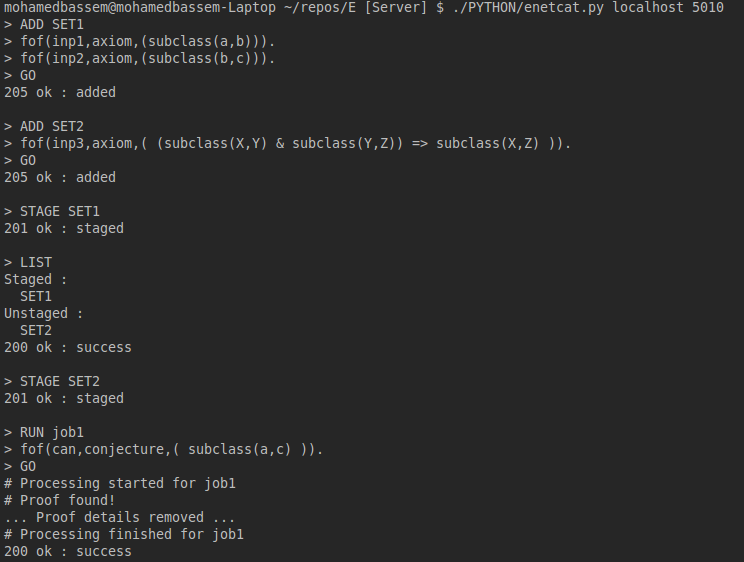 mohamedbassem@mohamedbassem-Laptop ~/repos/E [Server] $ ./PYTHON/enetcat.py localhost 5010
> ADD SET1
> fof(inp1,axiom,(subclass(a,b))).
> fof(inp2,axiom,(subclass(b,c))).
> GO
205 ok : added

> ADD SET2
> fof(inp3,axiom,( (subclass(X,Y) & subclass(Y,Z)) => subclass(X,Z) )).
> GO
205 ok : added

> STAGE SET1
201 ok : staged

> LIST
Staged :
  SET1
Unstaged :
  SET2
200 ok : success

> STAGE SET2
201 ok : staged

> RUN job1
> fof(can,conjecture,( subclass(a,c) )).
> GO
# Processing started for job1
# Proof found!
... Proof details removed ...
# Processing finished for job1
200 ok : success